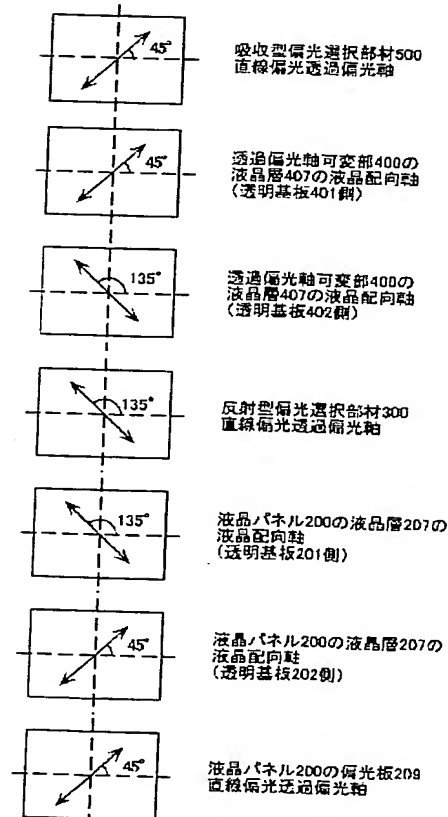 45°
吸収型偏光選択部材500
直線偏光透過偏光軸
45°
透過偏光軸可変部400の
液晶層407の液晶配向軸
(透明基板401側)
135°
透過偏光軸可変部400の
液晶層407の液晶配向軸
(透明基板402側)
135°
反射型偏光選択部材300
直線偏光透過偏光軸
135°
液晶パネル200の液晶層207の
液晶配向軸
(透明基板201側)
45°
液晶パネル200の液晶層207の
液晶配向軸
(透明基板202側)
45°
液晶パネル200の偏光板209
直線偏光透過偏光軸